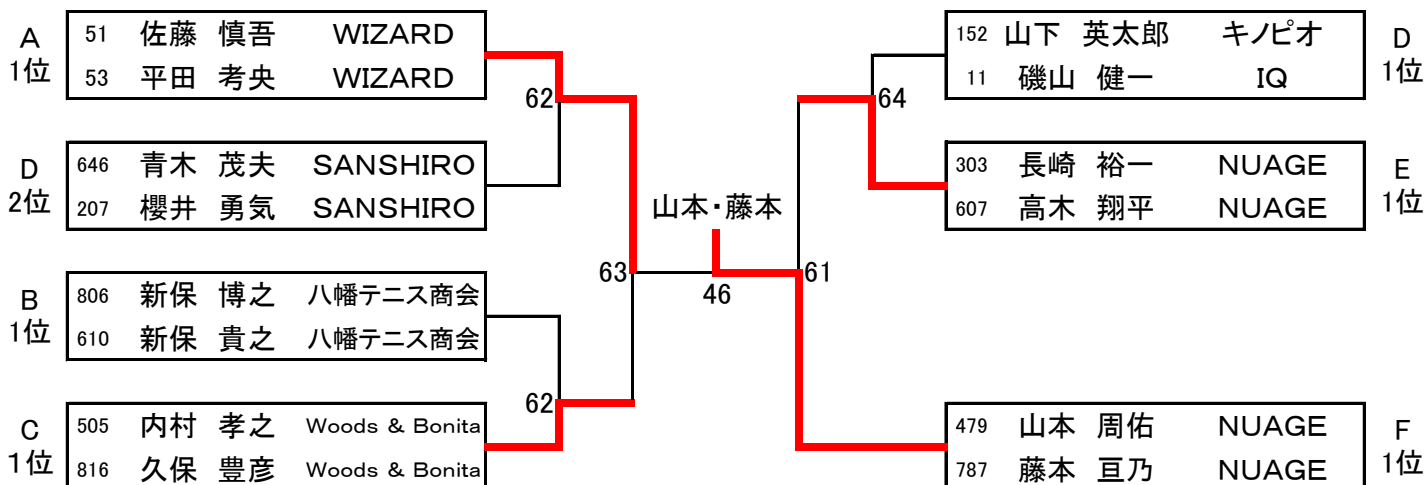 A
1位
51 佐藤 慎吾 WIZARD
53 平田 考央 WIZARD
62
D
2位
646 青木 茂夫 SANSHIRO
207 櫻井 勇気 SANSHIRO
63
B
1位
806 新保 博之 八幡テニス商会
610 新保 貴之 八幡テニス商会
62
C
1位
505 内村 孝之 Woods & Bonita
816 久保 豊彦 Woods & Bonita
山本・藤本
46
152 山下 英太郎 キノピオ
11 磯山 健一 IQ
D
1位
64
303 長崎 裕一 NUAGE
607 高木 翔平 NUAGE
E
1位
61
479 山本 周佑 NUAGE
787 藤本 亘乃 NUAGE
F
1位